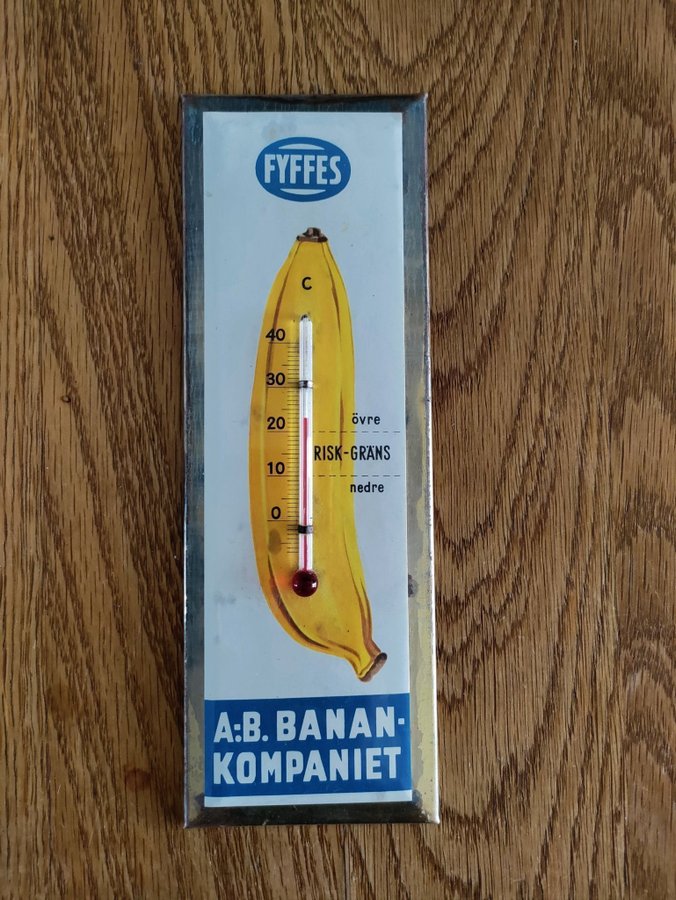 FYFFES
C
40
30
20
10
0
övre
RISK-GRÄNS
nedre
A:B. BANAN-
KOMPANIET